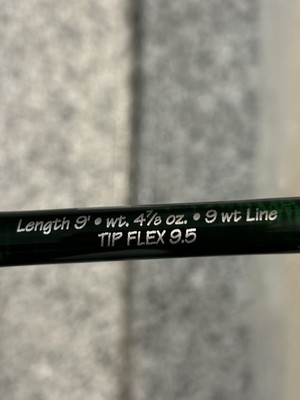 Length 9' • wt. 4⅞ oz. • 9 wt Line
TIP FLEX 9.5